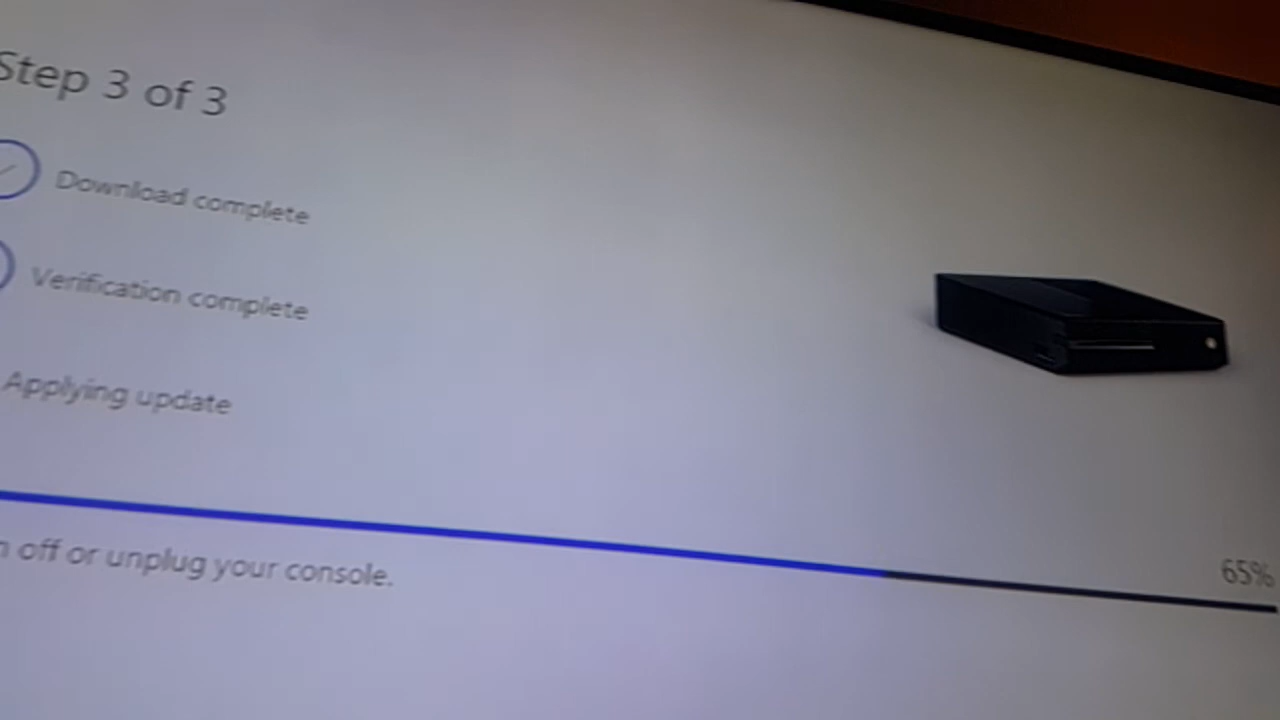 Step 3 of 3
Download complete
Verification complete
Applying update
65%
off or unplug your console.